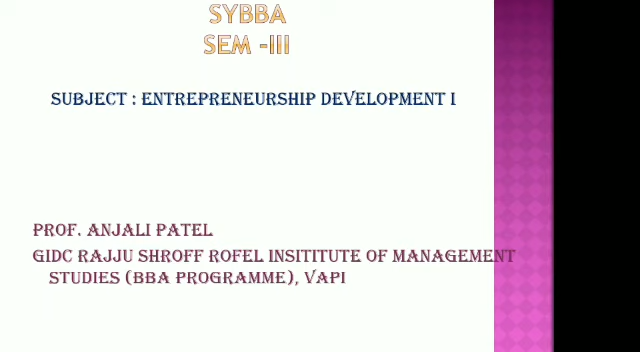 SYBBA
SEM -III
SUBJECT : ENTREPRENEURSHIP DEVELOPMENT I
PROF. ANJALI PATEL
GIDC RAJJU SHROFF ROFEL INSITITUTE OF MANAGEMENT
STUDIES (BBA PROGRAMME), VAPI